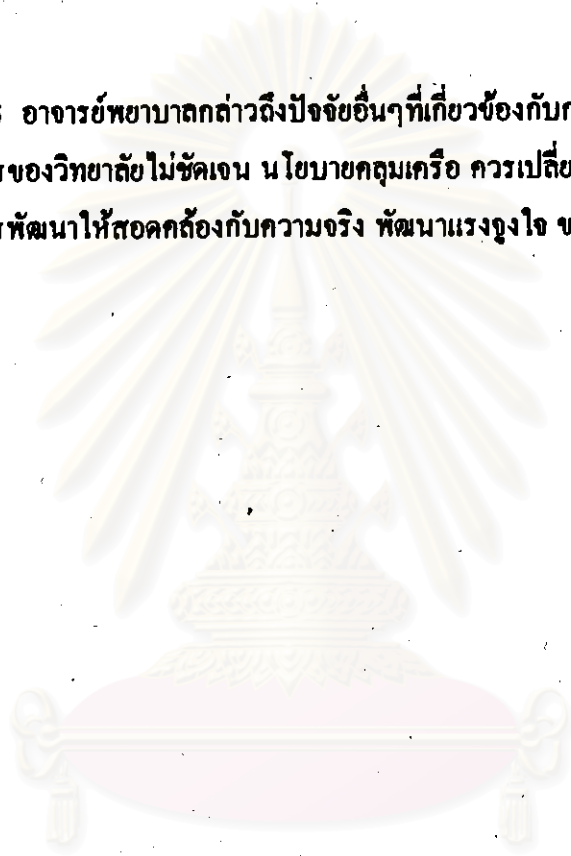 อาจารย์พยาบาลกล่าวถึงปัจจัยอื่นๆที่เกี่ยวข้องกับ
ของวิทยาลัยไม่ชัดเจน นโยบายคลุมเครือ ควรเปลี่ย
พัฒนาให้สอดคล้องกับความจริง พัฒนาแรงจูงใจ